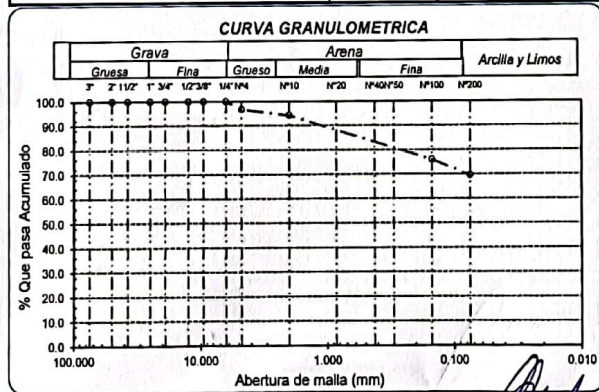 CURVA GRANULOMETRICA
Grava Arena Arcilla y Limos
Gruesa Fina Grueso Media Fina
3" 2" 1 1/2" 1" 3/4" 1/2" 3/8" 1/4" N°4 N°10 N°20 N°40 N°50 N°100 N°200
% Que pasa Acumulado
100.0
90.0
80.0
70.0
60.0
50.0
40.0
30.0
20.0
10.0
0.0
100.000 10.000 1.000 0,100 0.010
Abertura de malla (mm)